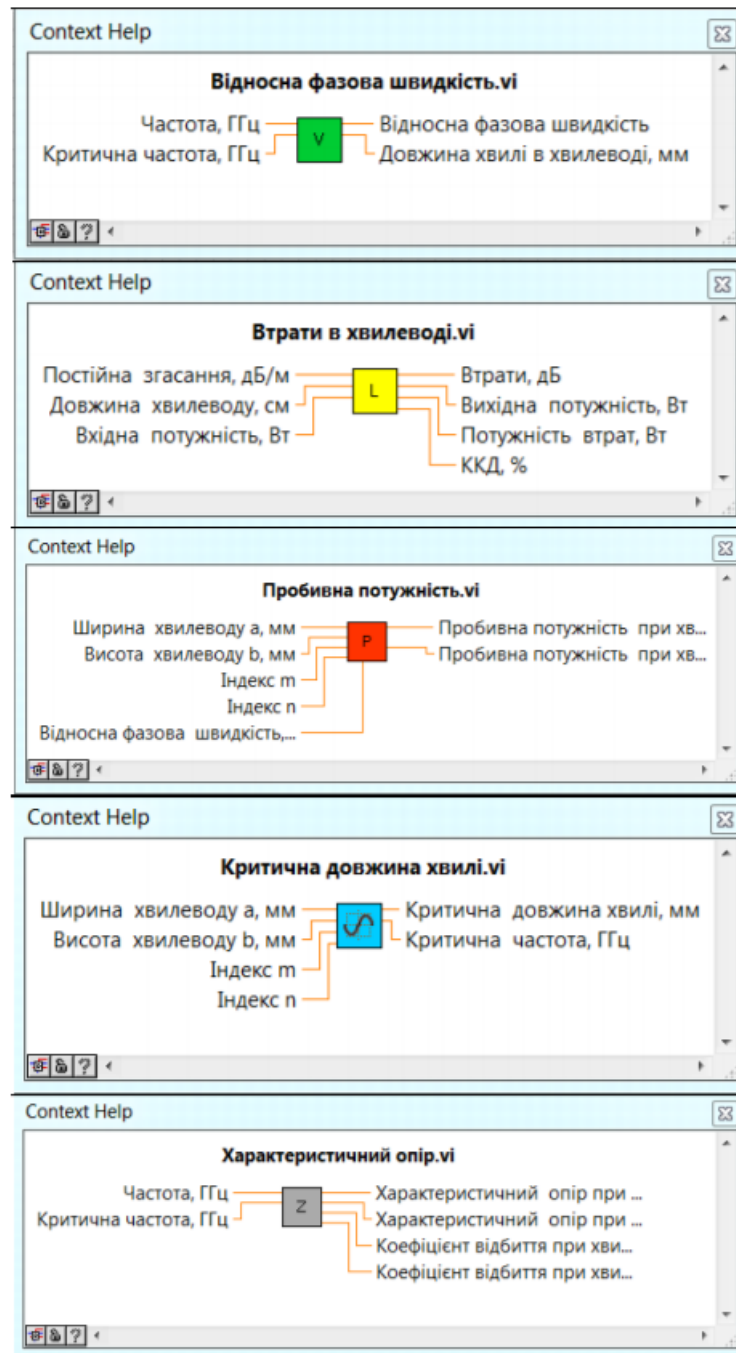 Context Help
Відносна фазова швидкість.vi
Частота, ГГц
Відносна фазова швидкість
V
Критична частота, ГГц
Довжина хвилі в хвилеводі, мм
?
Context Help
Втрати в хвилеводі.vi
Постійна згасання, дБ/м
Втрати, дБ
L
Довжина хвилеводу, см
Вихідна потужність, Вт
Вхідна потужність, Вт
Потужність втрат, Вт
ККД, %
?
Context Help
Пробивна потужність.vi
Ширина хвилеводу a, мм
Пробивна потужність при хв...
P
Висота хвилеводу b, мм
Пробивна потужність при хв...
Індекс m
Індекс n
Відносна фазова швидкість,...
?
Context Help
Критична довжина хвилі.vi
Ширина хвилеводу a, мм
Критична довжина хвилі, мм
Висота хвилеводу b, мм
Критична частота, ГГц
Індекс m
Індекс n
?
Context Help
Характеристичний опір.vi
Частота, ГГц
Характеристичний опір при ...
Z
Критична частота, ГГц
Характеристичний опір при ...
Коефіцієнт відбиття при хви...
Коефіцієнт відбиття при хви...
?